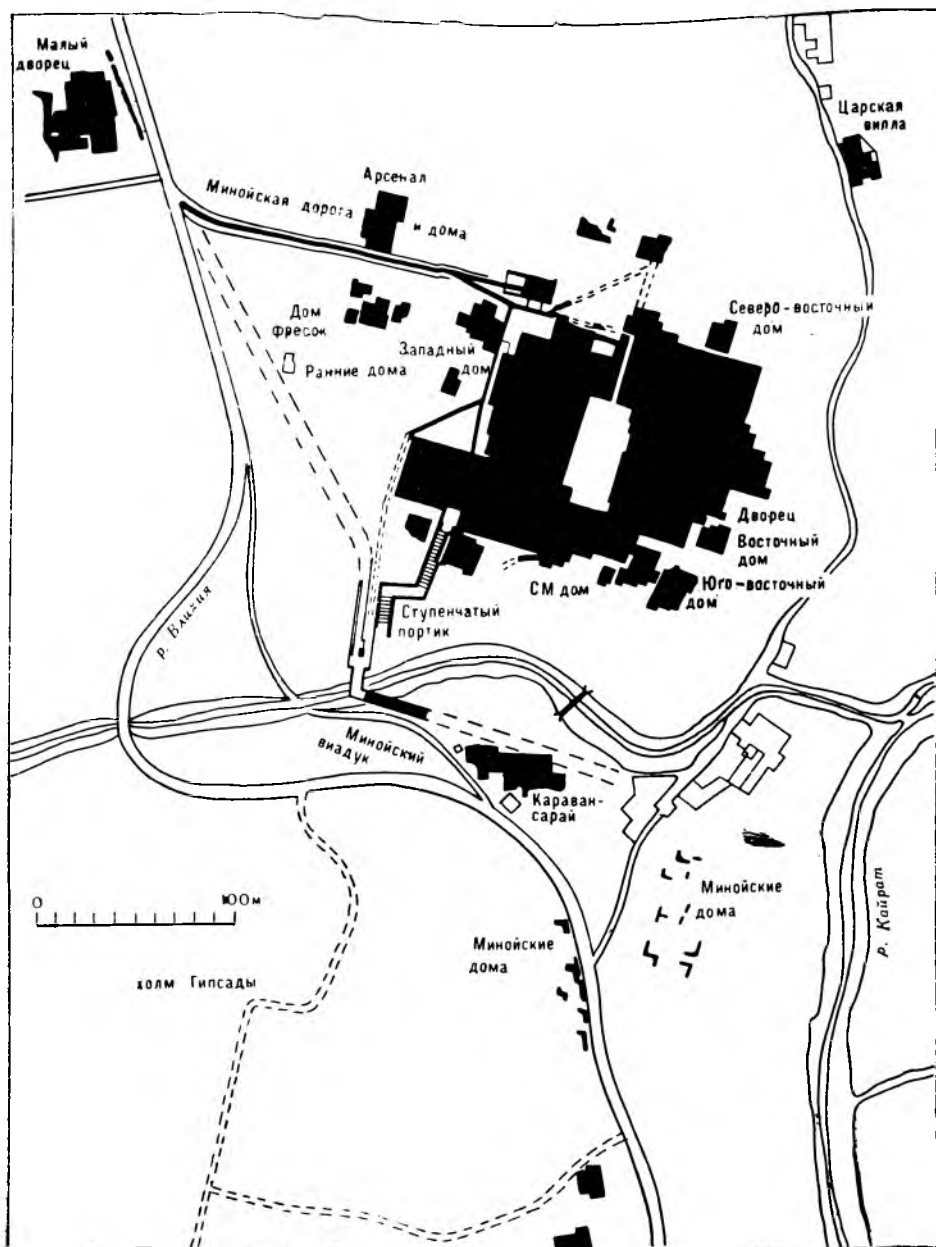 Малый
дворец
Царская
вилла
Арсенал
Минойская дорога
и дома
Северо-восточный
дом
Дом
фресок
Западный
дом
Ранние дома
Дворец
Восточный
дом
СМ дом
Юго-восточный
дом
Ступенчатый
портик
р. Влихия
Минойский
виадук
Караван-
сарай
0
100 м
Минойские
дома
Минойские
дома
р. Кайрат
холм Гипсады